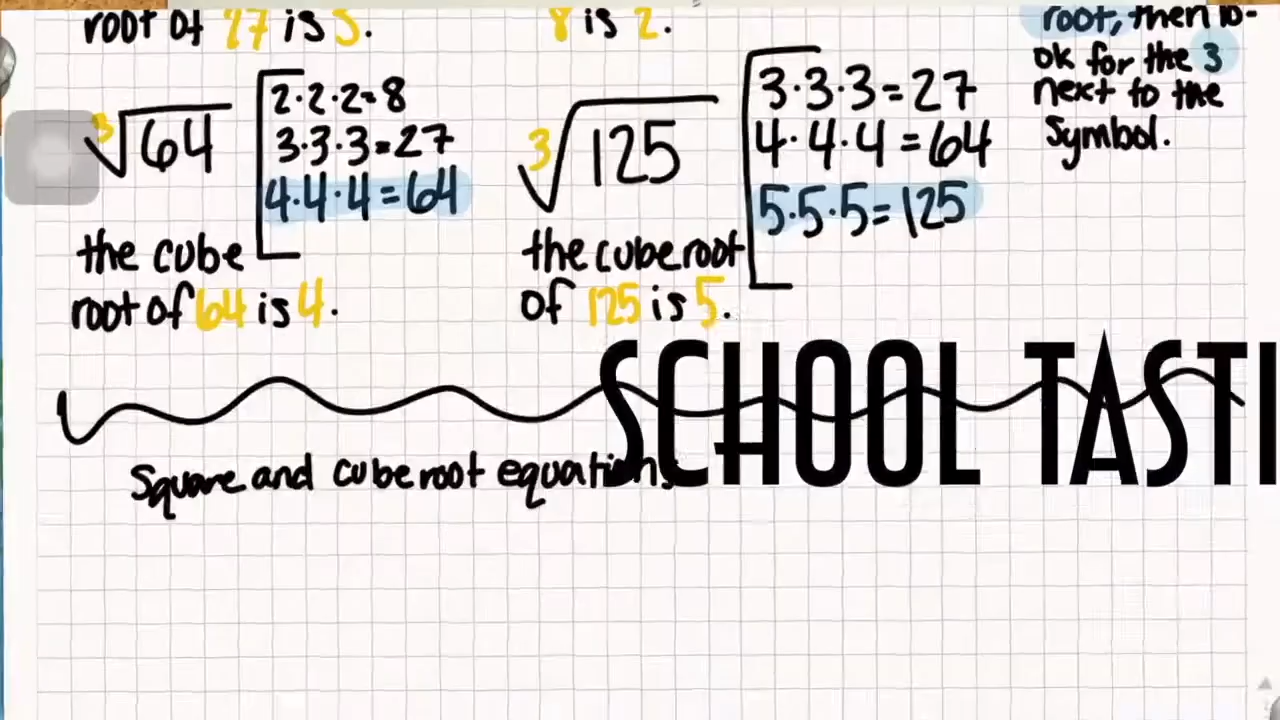 root of 27 is 3.
8 is 2.
root, then lo-
ok for the 3
next to the
symbol.
3√64
2·2·2=8
3·3·3=27
4·4·4=64
the cube
root of 64 is 4.
3√125
3·3·3=27
4·4·4=64
5·5·5=125
the cube root
of 125 is 5.
SCHOOL TASTI
Square and cube root equations